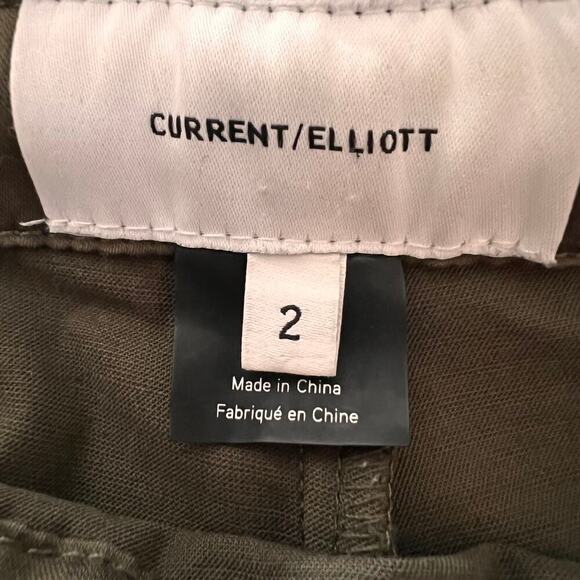 CURRENT/ELLIOTT
2
Made in China
Fabriqué en Chine